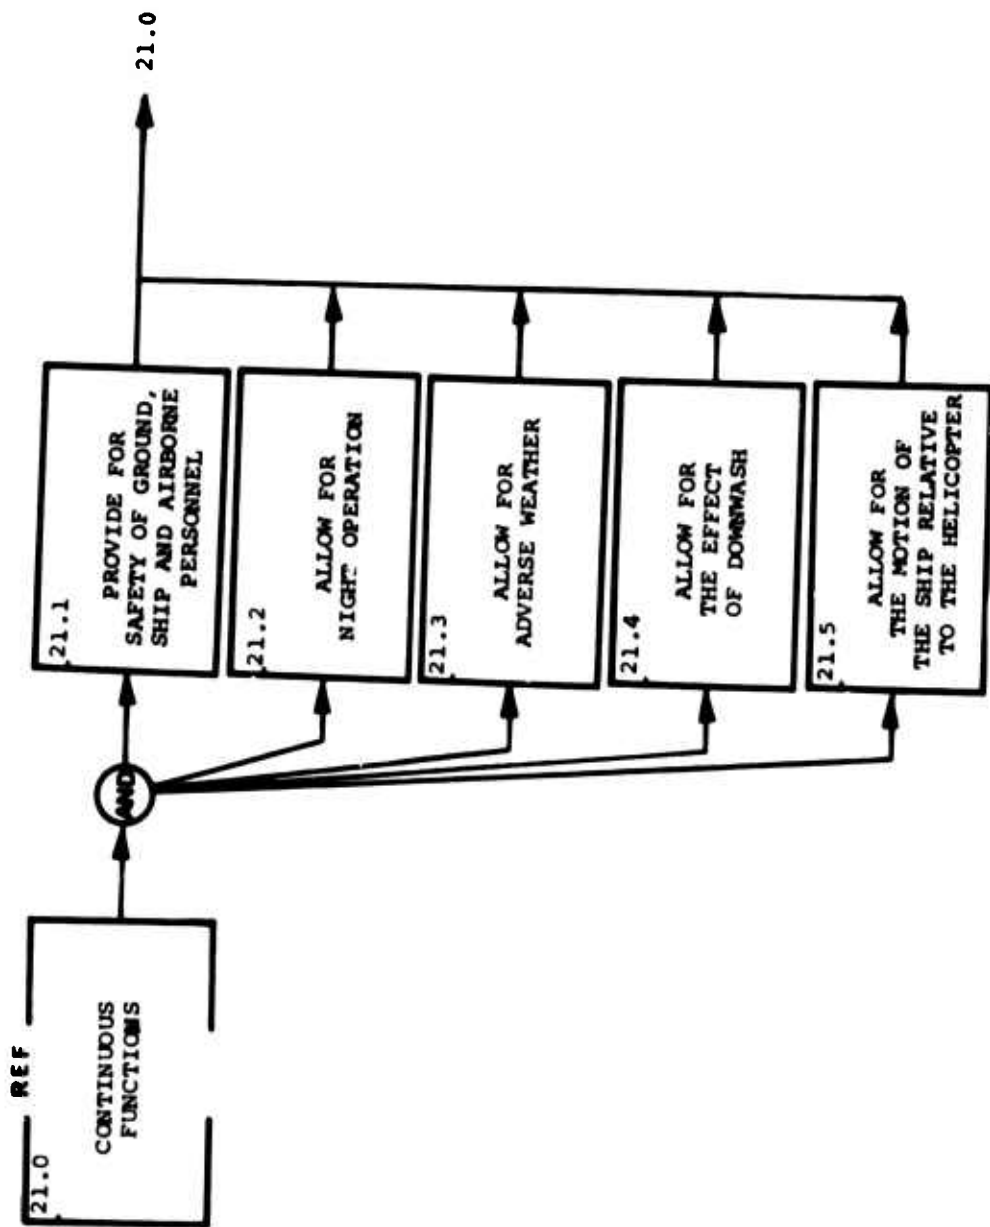 REF
21.0
CONTINUOUS
FUNCTIONS
AND
21.1
PROVIDE FOR
SAFETY OF GROUND,
SHIP AND AIRBORNE
PERSONNEL
21.2
ALLOW FOR
NIGHT OPERATION
21.3
ALLOW FOR
ADVERSE WEATHER
21.4
ALLOW FOR
THE EFFECT
OF DOWNWASH
21.5
ALLOW FOR
THE MOTION OF
THE SHIP RELATIVE
TO THE HELICOPTER
21.0